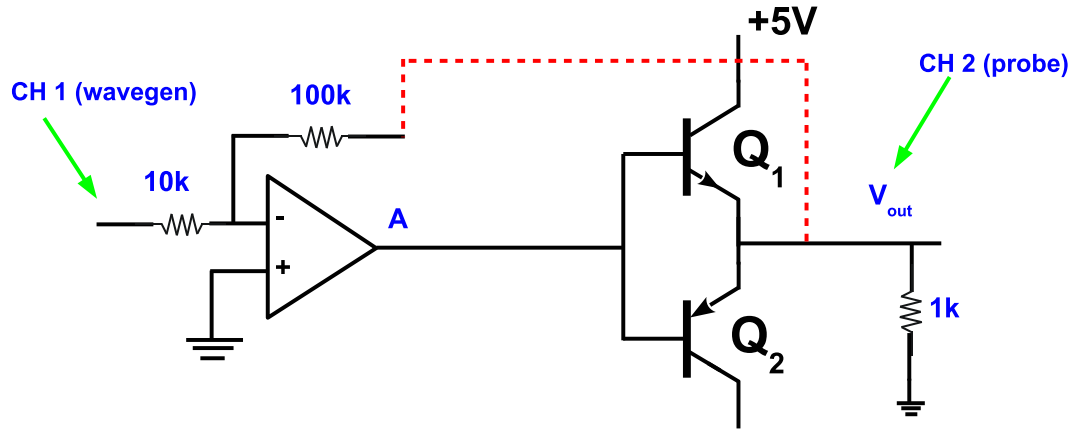 +5V
CH 1 (wavegen)
CH 2 (probe)
100k
10k
Q1
Vout
A
-
+
1k
Q2